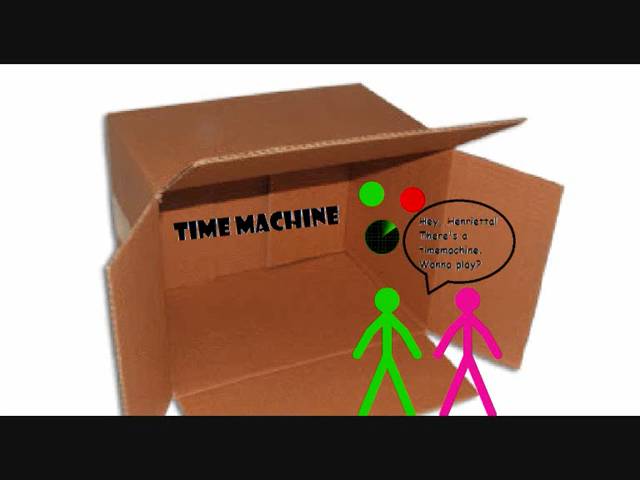 TIME MACHINE
Hey, Henrietta!
There's a
timemachine.
Wanna play?